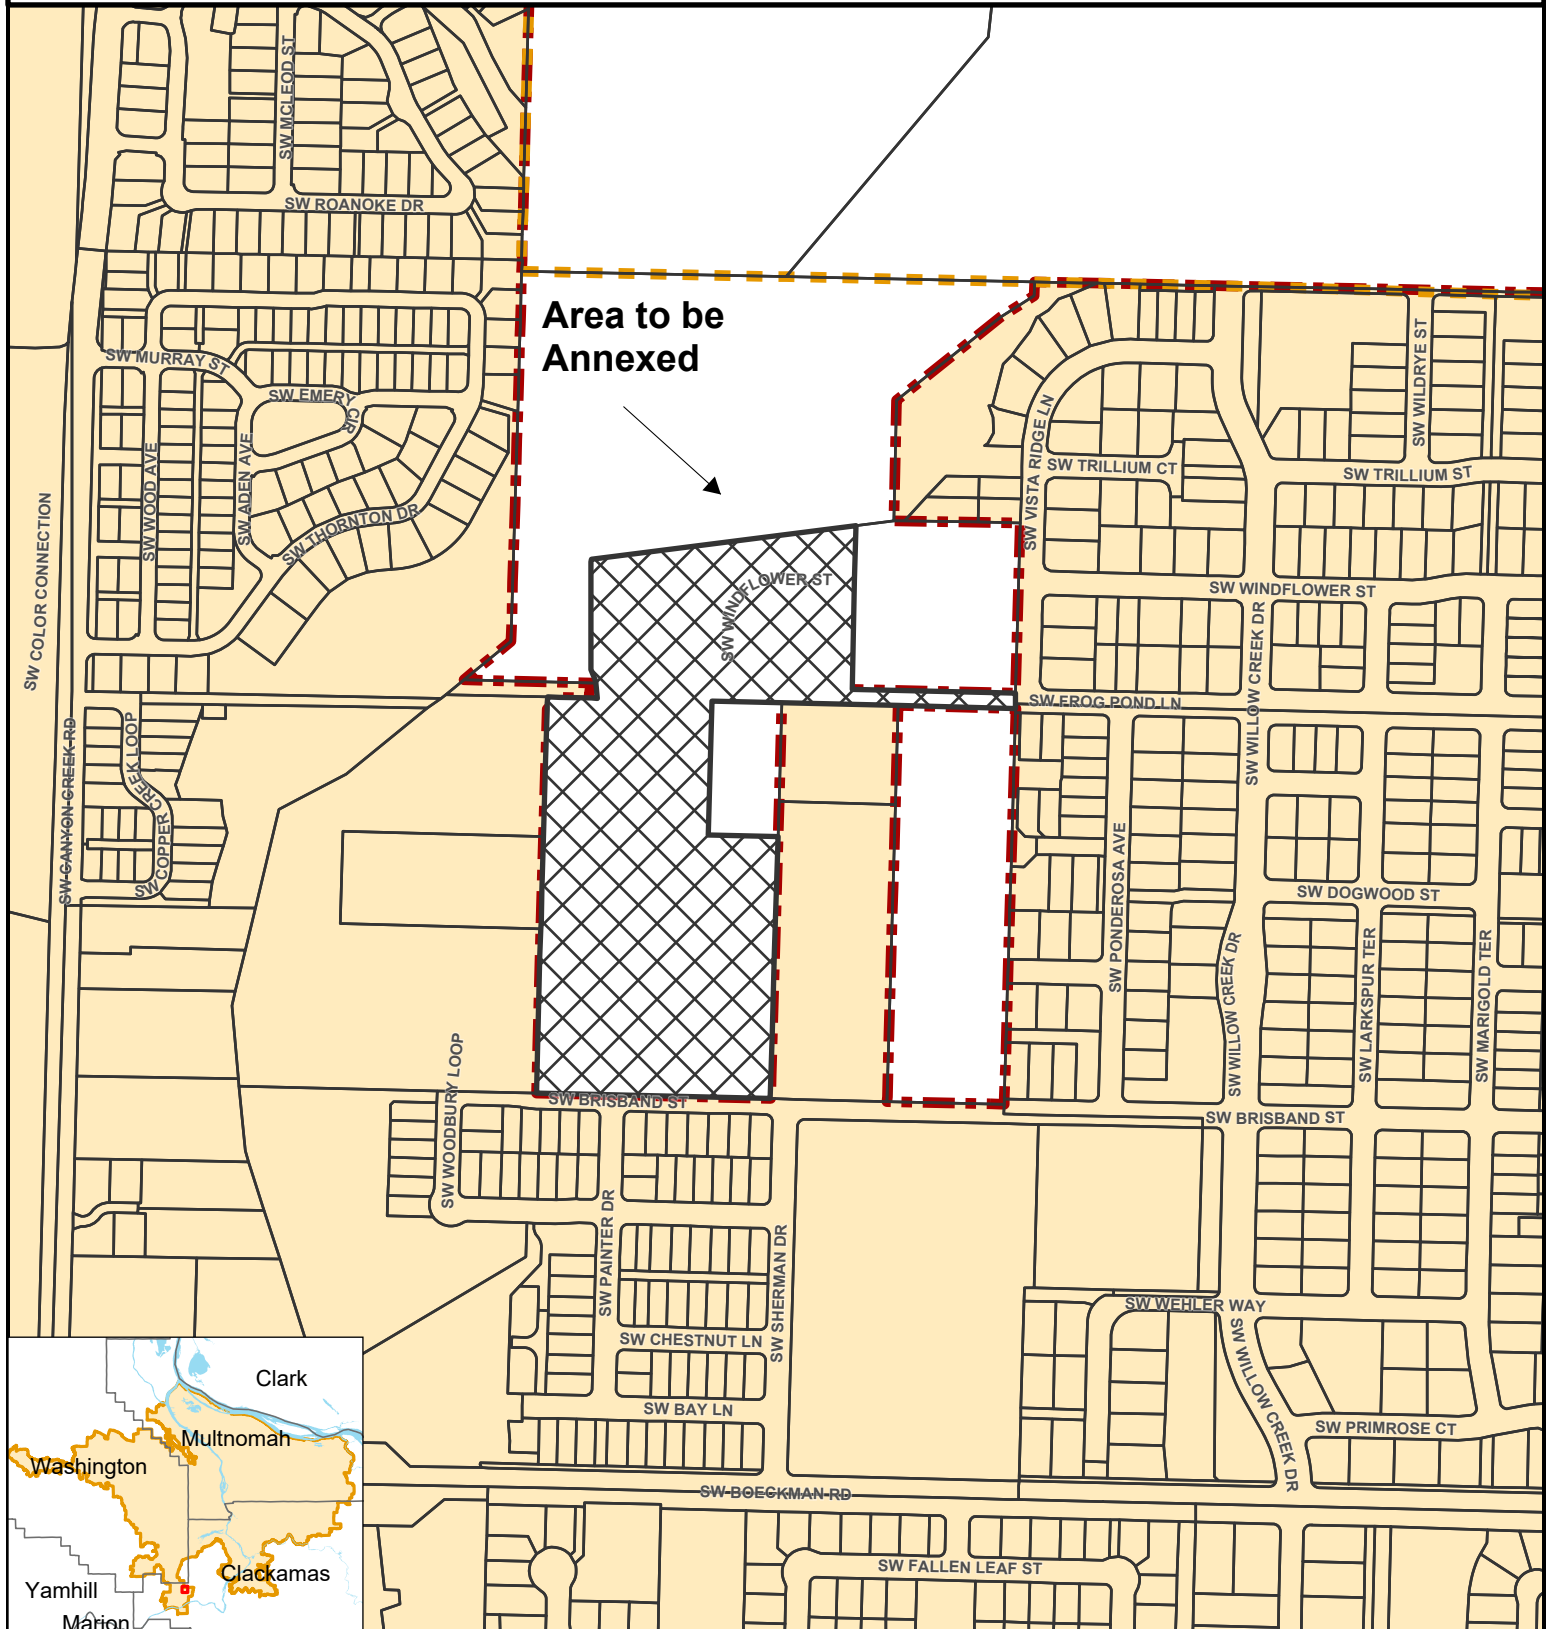 SW MCLEOD ST
SW ROANOKE DR
Area to be
Annexed
SW MURRAY ST
SW EMERY CIR
SW WOOD AVE
SW ADEN AVE
SW THORNTON DR
SW COLOR CONNECTION
SW CANYON CREEK RD
SW COPPER CREEK LOOP
SW VISTA RIDGE LN
SW TRILLIUM CT
SW WILDRYE ST
SW TRILLIUM ST
SW WINDFLOWER ST
SW WINDFLOWER ST
SW WILLOW CREEK DR
SW FROG POND LN
SW PONDEROSA AVE
SW DOGWOOD ST
SW WILLOW CREEK DR
SW LARKSPUR TER
SW MARIGOLD TER
SW WOODBURY LOOP
SW BRISBAND ST
SW BRISBAND ST
SW PAINTER DR
SW SHERMAN DR
SW CHESTNUT LN
SW BAY LN
SW WEHLER WAY
SW WILLOW CREEK DR
SW PRIMROSE CT
SW BOECKMAN RD
SW FALLEN LEAF ST
Clark
Multnomah
Washington
Clackamas
Yamhill
Marion